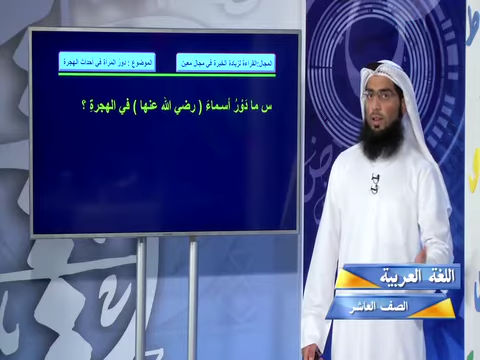 المجال:القراءة لزيادة الخبرة في مجال معين
الموضوع : دور المرأة في أحداث الهجرة
س ما دَوْرُ أسماءَ ( رضي الله عنها ) في الهجرةِ ؟
اللغة العربية
الصف العاشر